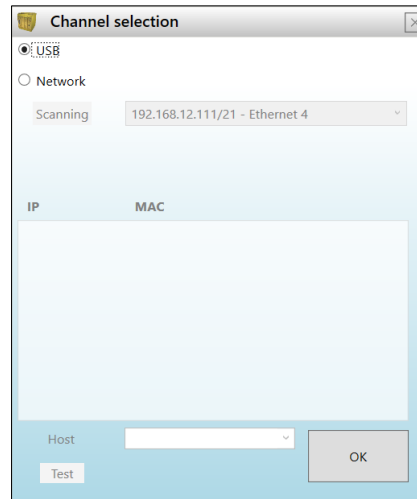 Channel selection
USB
Network
Scanning 192.168.12.111/21 - Ethernet 4
IP MAC
Host
OK
Test